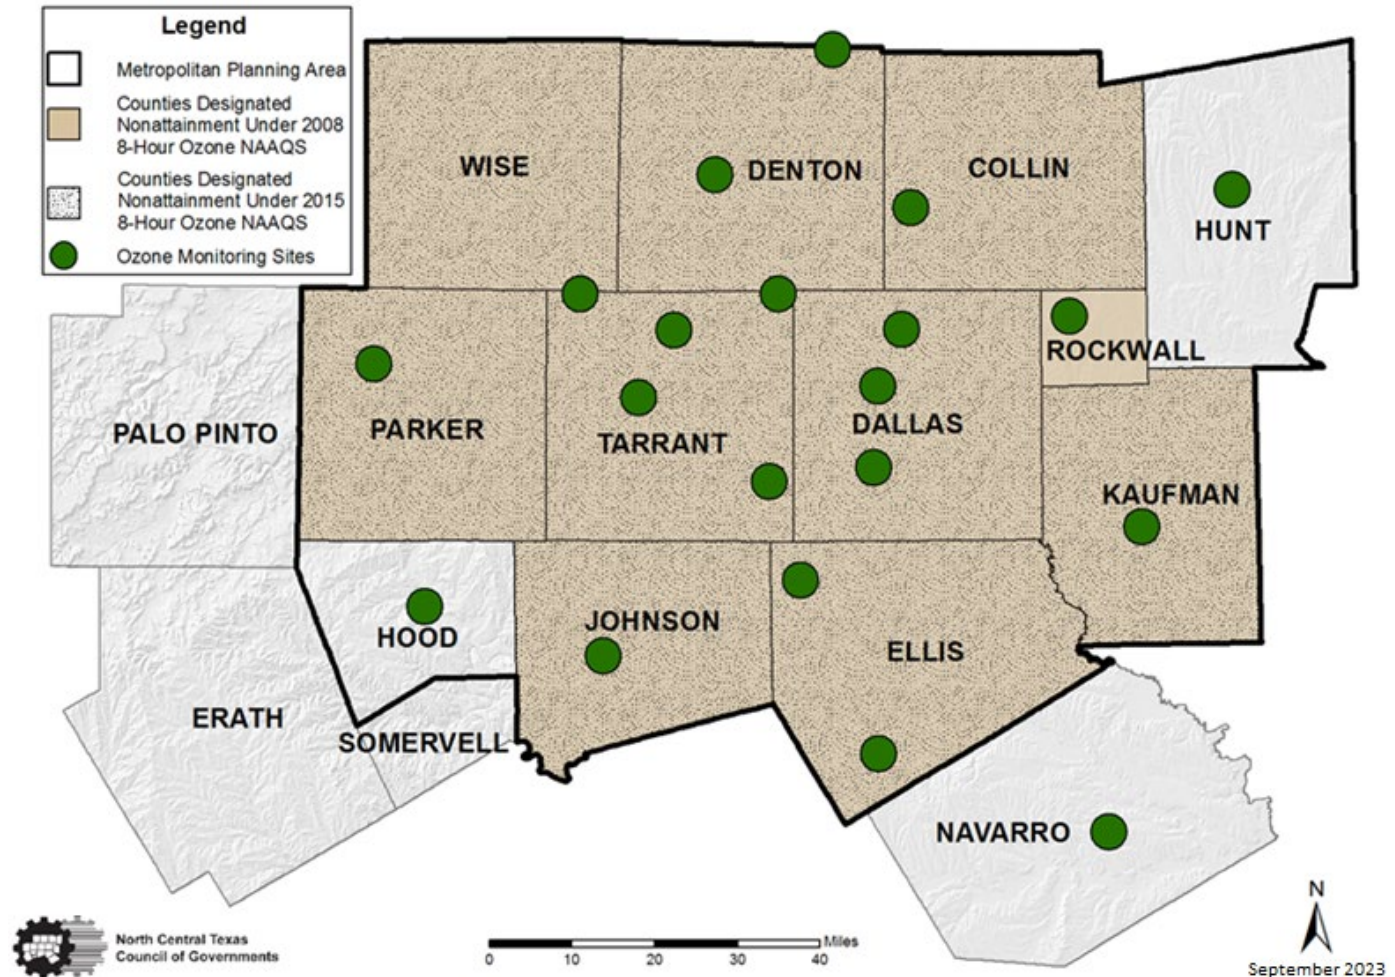 Legend
Metropolitan Planning Area
Counties Designated
Nonattainment Under 2008
8-Hour Ozone NAAQS
Counties Designated
Nonattainment Under 2015
8-Hour Ozone NAAQS
Ozone Monitoring Sites
WISE
DENTON
COLLIN
HUNT
ROCKWALL
PALO PINTO
PARKER
TARRANT
DALLAS
KAUFMAN
HOOD
JOHNSON
ELLIS
ERATH
SOMERVELL
NAVARRO
North Central Texas
Council of Governments
Miles
0 10 20 30 40
N
September 2023